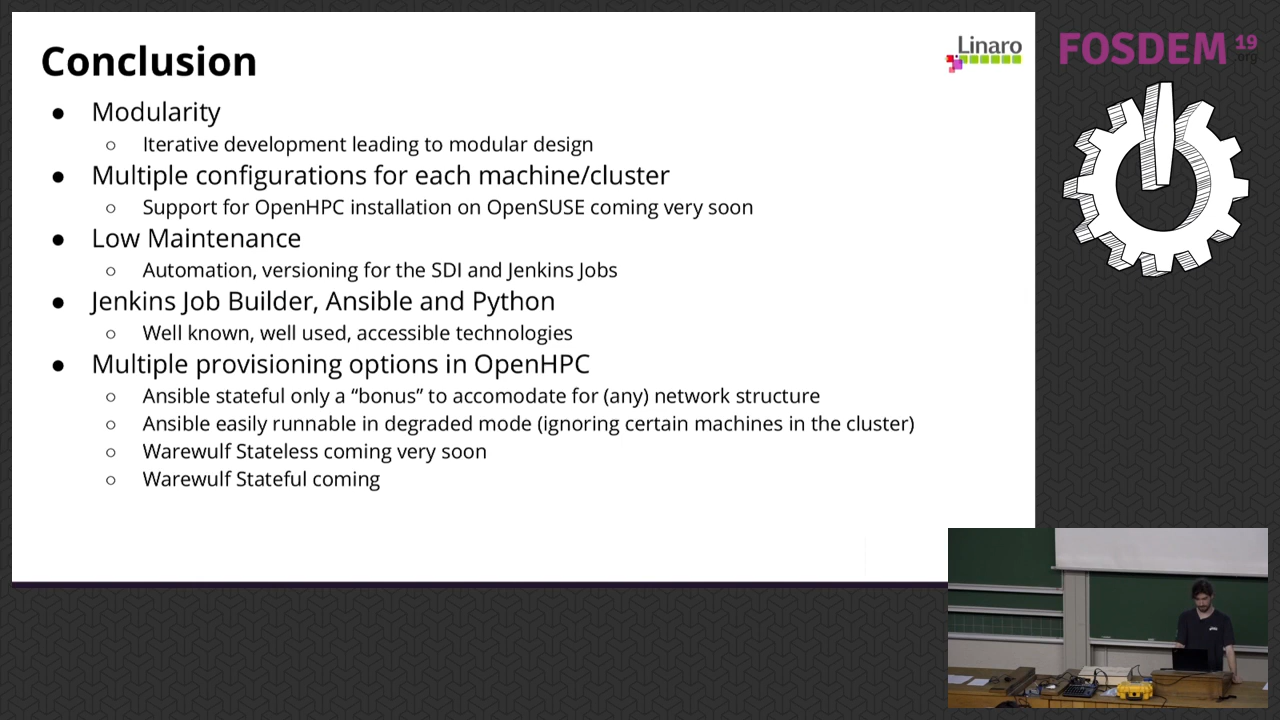 Conclusion
Linaro
FOSDEM 19
.org
● Modularity
○ Iterative development leading to modular design
● Multiple configurations for each machine/cluster
○ Support for OpenHPC installation on OpenSUSE coming very soon
● Low Maintenance
○ Automation, versioning for the SDI and Jenkins Jobs
● Jenkins Job Builder, Ansible and Python
○ Well known, well used, accessible technologies
● Multiple provisioning options in OpenHPC
○ Ansible stateful only a “bonus” to accomodate for (any) network structure
○ Ansible easily runnable in degraded mode (ignoring certain machines in the cluster)
○ Warewulf Stateless coming very soon
○ Warewulf Stateful coming